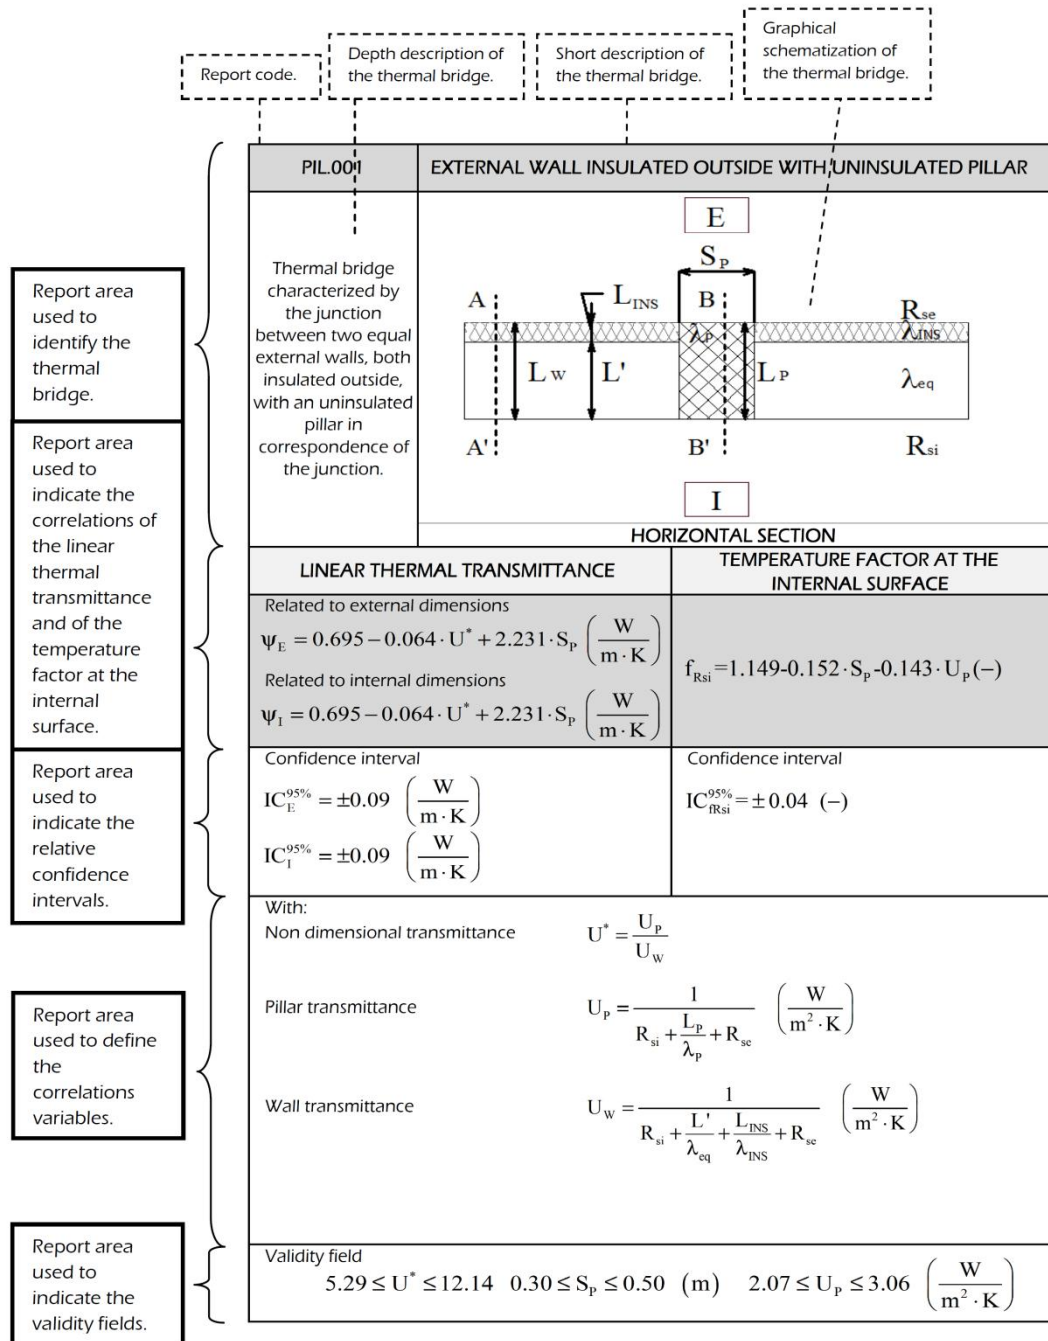 Report code.
Depth description of
the thermal bridge.
Short description of
the thermal bridge.
Graphical
schematization of
the thermal bridge.
PIL.001
EXTERNAL WALL INSULATED OUTSIDE WITH UNINSULATED PILLAR
Thermal bridge
characterized by
the junction
between two equal
external walls, both
insulated outside,
with an uninsulated
pillar in
correspondence of
the junction.
E
S_P
A
L_INS
B
R_se
λ_P
λ_INS
L_W
L'
L_P
λ_eq
A'
B'
R_si
I
HORIZONTAL SECTION
Report area
used to
identify the
thermal
bridge.
Report area
used to
indicate the
correlations of
the linear
thermal
transmittance
and of the
temperature
factor at the
internal
surface.
Report area
used to
indicate the
relative
confidence
intervals.
Report area
used to define
the
correlations
variables.
Report area
used to
indicate the
validity fields.
LINEAR THERMAL TRANSMITTANCE
TEMPERATURE FACTOR AT THE
INTERNAL SURFACE
Related to external dimensions
ψ_E = 0.695 − 0.064 · U* + 2.231 · S_P (W/(m · K))
Related to internal dimensions
ψ_I = 0.695 − 0.064 · U* + 2.231 · S_P (W/(m · K))
f_Rsi=1.149-0.152 · S_P-0.143 · U_P (−)
Confidence interval
IC_E^95% = ±0.09 (W/(m · K))
IC_I^95% = ±0.09 (W/(m · K))
Confidence interval
IC_fRsi^95% = ± 0.04 (−)
With:
Non dimensional transmittance U* = U_P/U_W
Pillar transmittance U_P = 1/(R_si + L_P/λ_P + R_se) (W/(m² · K))
Wall transmittance U_W = 1/(R_si + L'/λ_eq + L_INS/λ_INS + R_se) (W/(m² · K))
Validity field
5.29 ≤ U* ≤ 12.14 0.30 ≤ S_P ≤ 0.50 (m) 2.07 ≤ U_P ≤ 3.06 (W/(m² · K))